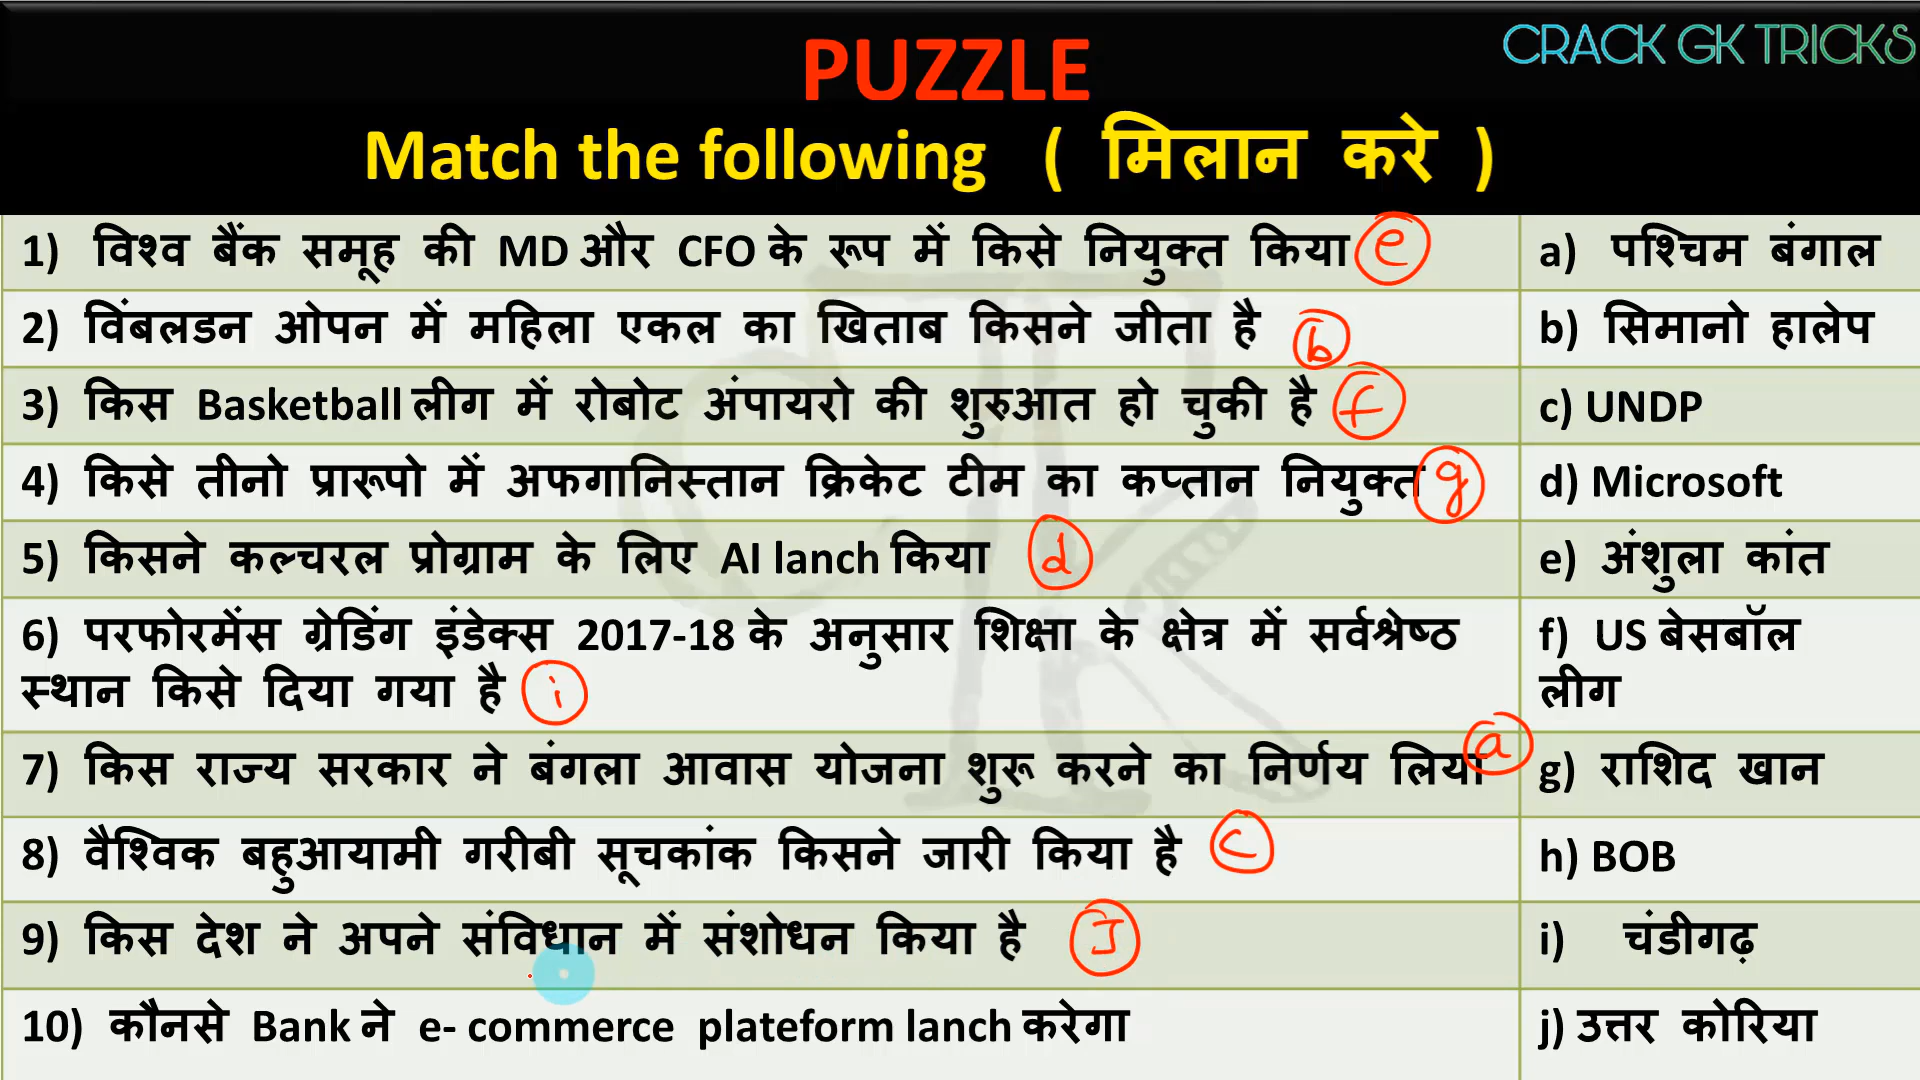 CRACK GK TRICKS
PUZZLE
Match the following ( मिलान करे )
1) विश्व बैंक समूह की MD और CFO के रूप में किसे नियुक्त किया e a) पश्चिम बंगाल
2) विंबलडन ओपन में महिला एकल का खिताब किसने जीता है b b) सिमानो हालेप
3) किस Basketball लीग में रोबोट अंपायरो की शुरुआत हो चुकी है f c) UNDP
4) किसे तीनो प्रारूपो में अफगानिस्तान क्रिकेट टीम का कप्तान नियुक्त g d) Microsoft
5) किसने कल्चरल प्रोग्राम के लिए AI lanch किया d e) अंशुला कांत
6) परफोरमेंस ग्रेडिंग इंडेक्स 2017-18 के अनुसार शिक्षा के क्षेत्र में सर्वश्रेष्ठ f) US बेसबॉल
स्थान किसे दिया गया है i लीग
7) किस राज्य सरकार ने बंगला आवास योजना शुरू करने का निर्णय लिया a g) राशिद खान
8) वैश्विक बहुआयामी गरीबी सूचकांक किसने जारी किया है c h) BOB
9) किस देश ने अपने संविधान में संशोधन किया है J i) चंडीगढ़
10) कौनसे Bank ने e- commerce plateform lanch करेगा j) उत्तर कोरिया